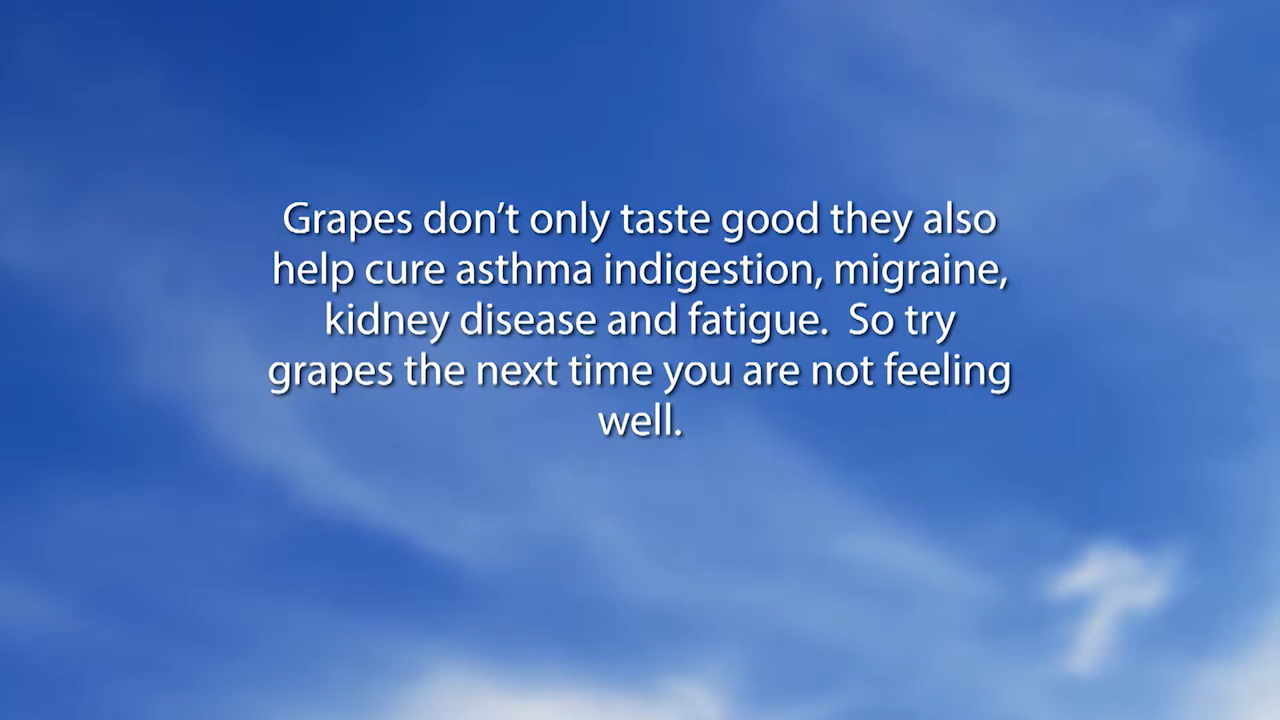 Grapes don’t only taste good they also
help cure asthma indigestion, migraine,
kidney disease and fatigue.  So try
grapes the next time you are not feeling
well.